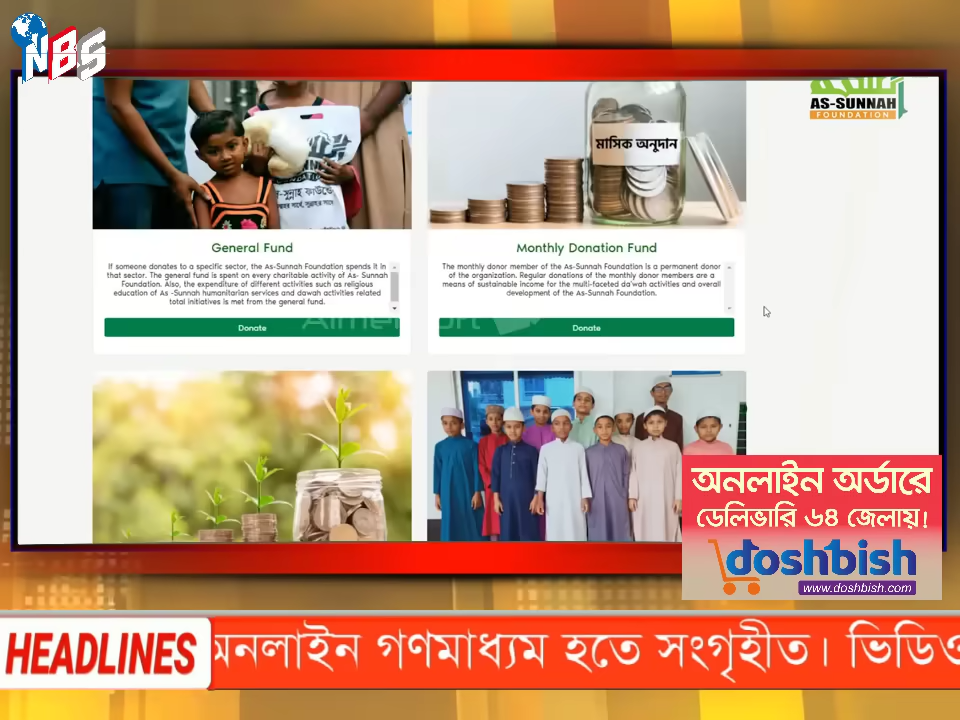 NBS
AS-SUNNAH
FOUNDATION
মাসিক অনুদান
General Fund
If someone donates to a specific sector, the As-Sunnah Foundation spends it in
that sector. The general fund is spent on every charitable activity of As- Sunnah
Foundation. Also, the expenditure of different activities such as religious
education of As -Sunnah humanitarian services and dawah activities related
total initiatives is met from the general fund.
Donate
Monthly Donation Fund
The monthly donor member of the As-Sunnah Foundation is a permanent donor
of the organization. Regular donations of the monthly donor members are a
means of sustainable income for the multi-faceted da'wah activities and overall
development of the As-Sunnah Foundation.
Donate
অনলাইন অর্ডারে
ডেলিভারি ৬৪ জেলায়!
doshbish
www.doshbish.com
HEADLINES
অনলাইন গণমাধ্যম হতে সংগৃহীত। ভিডিও